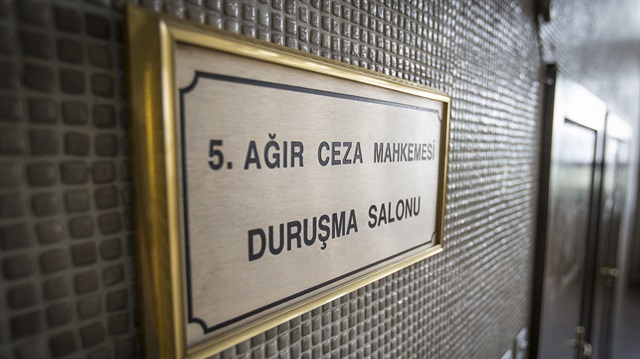 5. AĞIR CEZA MAHKEMESİ
DURUŞMA SALONU